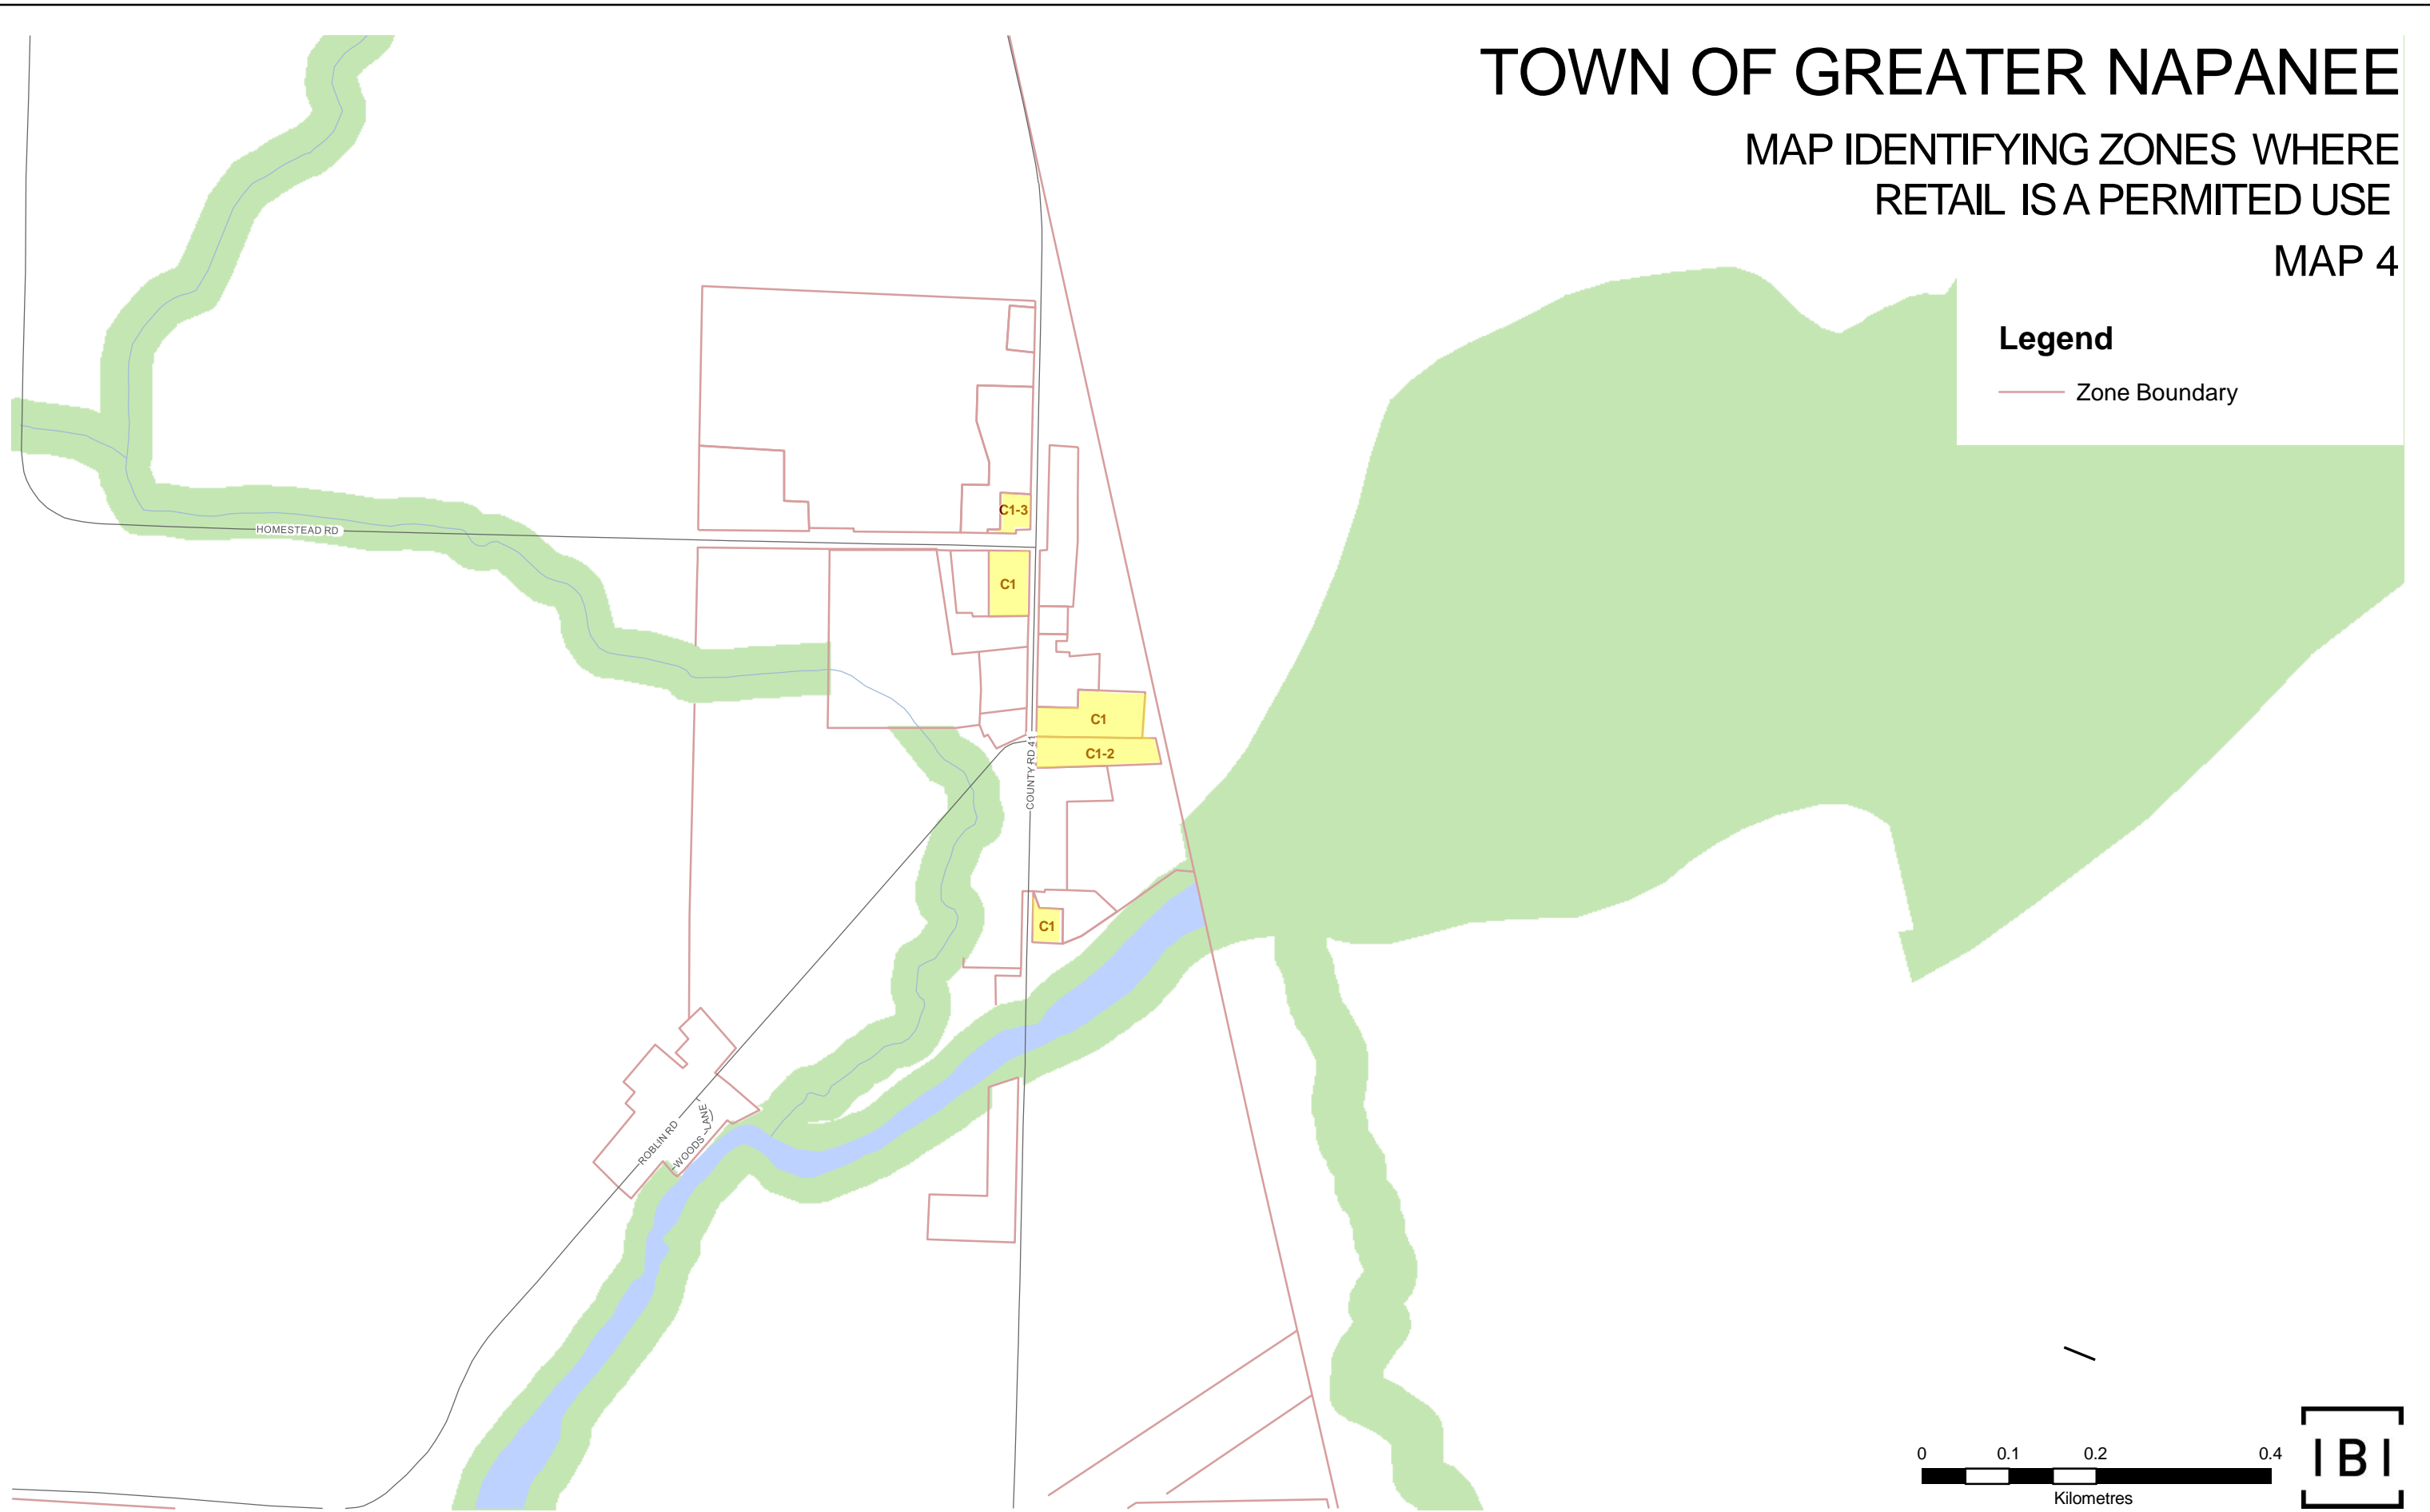 TOWN OF GREATER NAPANEE
MAP IDENTIFYING ZONES WHERE
RETAIL IS A PERMITED USE
MAP 4
Legend
Zone Boundary
C1-3
HOMESTEAD RD
C1
C1
C1-2
COUNTY RD 41
C1
ROBLIN RD
WOODS LANE
0 0.1 0.2 0.4
Kilometres
IBI